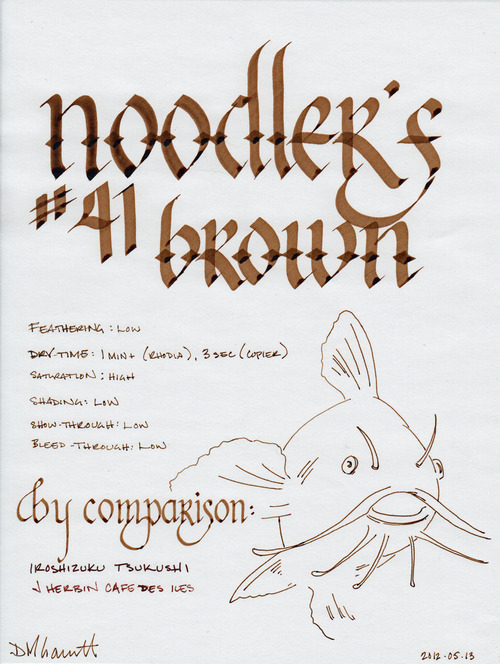 noodler's
#41 brown
FEATHERING: LOW
DRY-TIME: 1 MIN+ (RHODIA), 3 SEC (COPIER)
SATURATION: HIGH
SHADING: LOW
SHOW-THROUGH: LOW
BLEED-THROUGH: LOW
by comparison:
IROSHIZUKU TSUKUSHI
J HERBIN CAFE DES ILES
2012.05.13